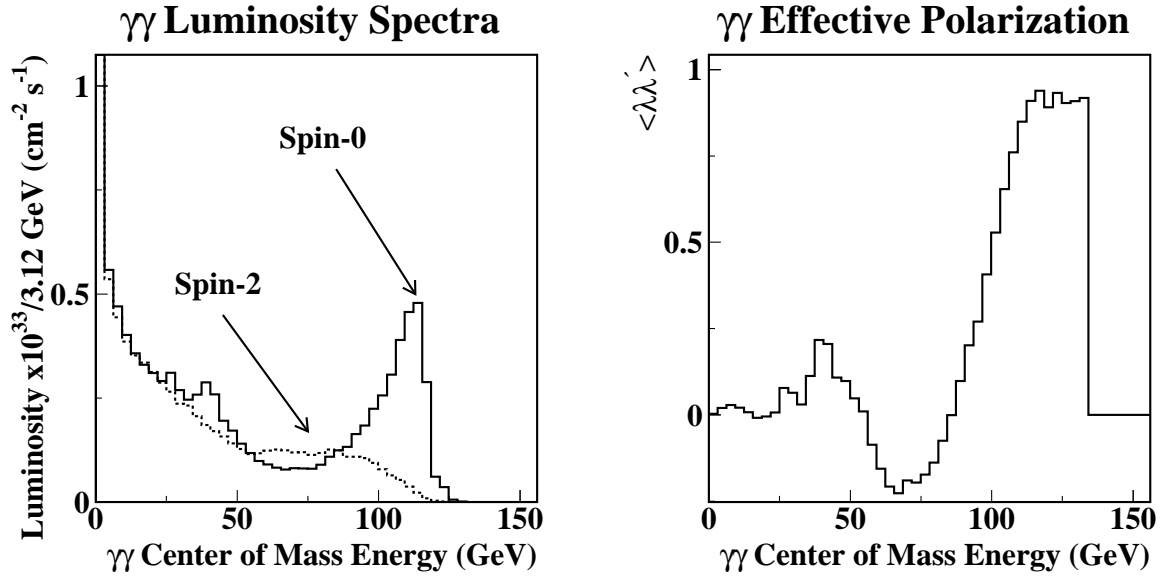 γγ Luminosity Spectra
Luminosity x10³³/3.12 GeV (cm⁻² s⁻¹)
1
0.5
0
Spin-0
Spin-2
0 50 100 150
γγ Center of Mass Energy (GeV)
γγ Effective Polarization
<λλ′>
1
0.5
0
0 50 100 150
γγ Center of Mass Energy (GeV)